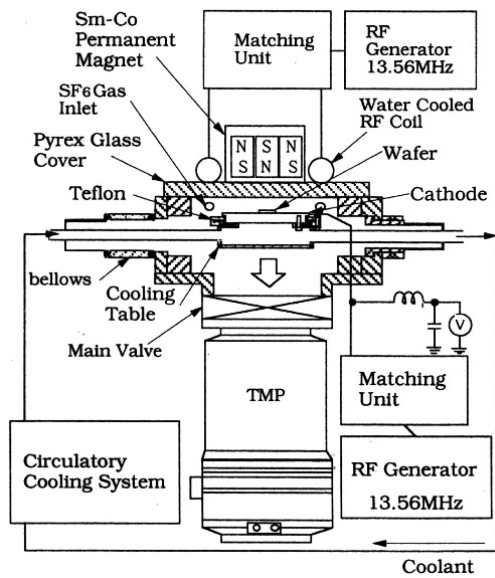 Sm-Co
Permanent
Magnet
Matching
Unit
RF
Generator
13.56MHz
SF6 Gas
Inlet
N S N
S N S
Water Cooled
RF Coil
Pyrex Glass
Cover
Wafer
Teflon
Cathode
bellows
Cooling
Table
Main Valve
V
TMP
Matching
Unit
Circulatory
Cooling System
RF Generator
13.56MHz
Coolant